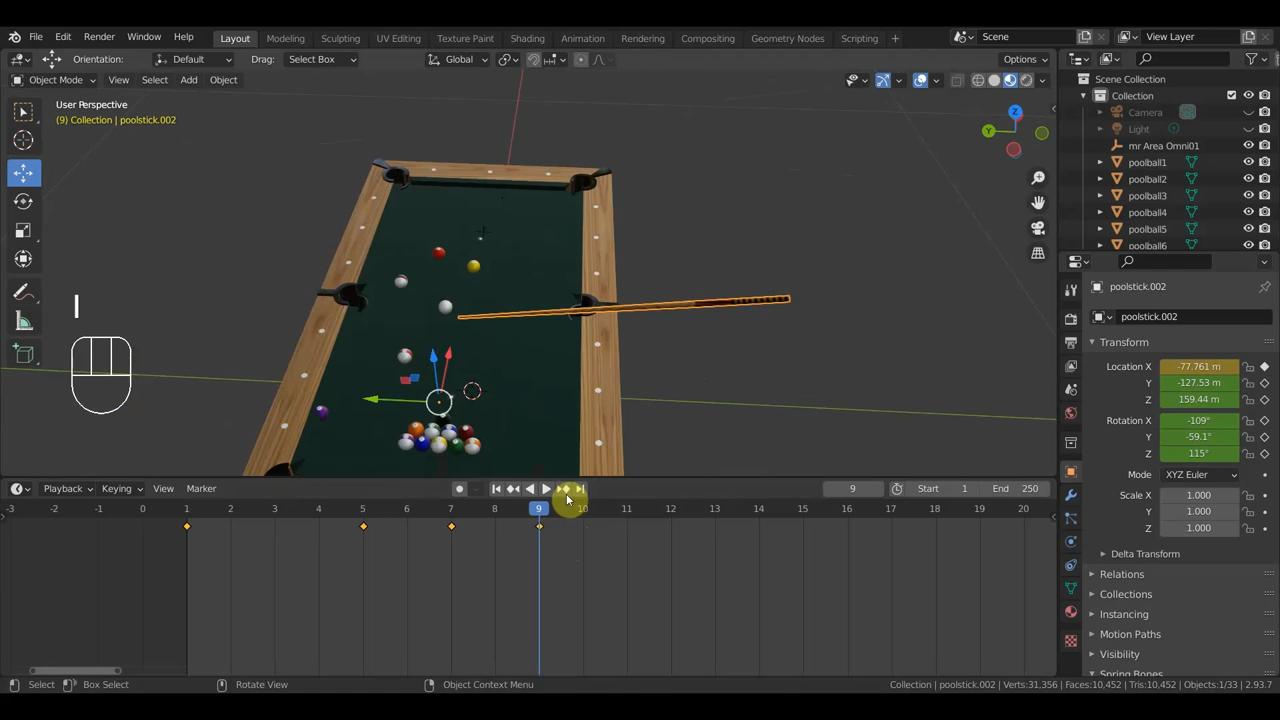 File Edit Render Window Help Layout Modeling Sculpting UV Editing Texture Paint Shading Animation Rendering Compositing Geometry Nodes Scripting + Scene View Layer
Orientation: Default Drag: Select Box Global Options
Object Mode View Select Add Object
User Perspective
(9) Collection | poolstick.002
Z
Y
I
Scene Collection
Collection
Camera
Light
mr Area Omni01
poolball1
poolball2
poolball3
poolball4
poolball5
poolball6
poolstick.002
poolstick.002
Transform
Location X -77.761 m
Y -127.53 m
Z 159.44 m
Rotation X -109°
Y -59.1°
Z 115°
Mode XYZ Euler
Scale X 1.000
Y 1.000
Z 1.000
Delta Transform
Relations
Collections
Instancing
Motion Paths
Visibility
Spring Bones
Playback Keying View Marker 9 Start 1 End 250
-3 -2 -1 0 1 2 3 4 5 6 7 8 9 10 11 12 13 14 15 16 17 18 19 20
Select Box Select Rotate View Object Context Menu Collection | poolstick.002 | Verts:31,356 | Faces:10,452 | Tris:10,452 | Objects:1/33 | 2.93.7